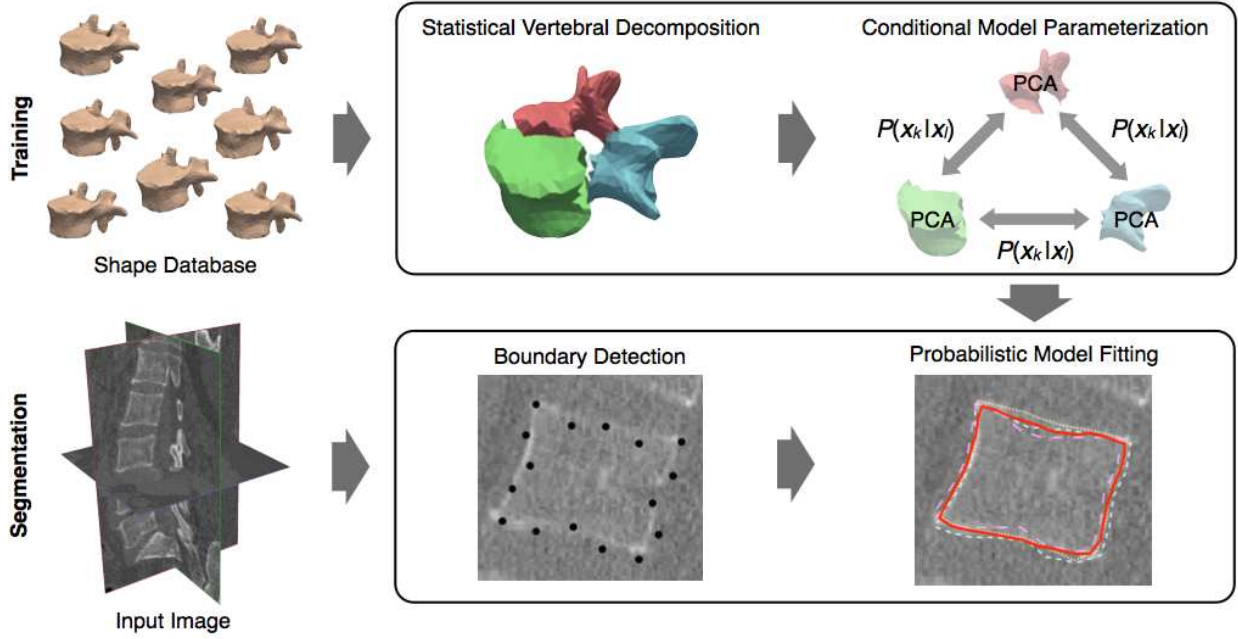 Training
Shape Database
Statistical Vertebral Decomposition
Conditional Model Parameterization
PCA
P(xₖ|xₗ)
P(xₖ|xₗ)
PCA
PCA
P(xₖ|xₗ)
Segmentation
Input Image
Boundary Detection
Probabilistic Model Fitting